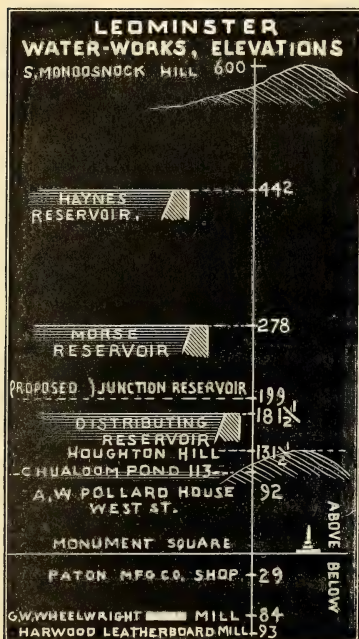 LEOMINSTER
WATER-WORKS, ELEVATIONS
S. MONOOSNOCK HILL 600
HAYNES 442
RESERVOIR.
MORSE 278
RESERVOIR
PROPOSED } JUNCTION RESERVOIR 199
DISTRIBUTING 181½
RESERVOIR
HOUGHTON HILL 131½
CHUALOOM POND 113
A.W. POLLARD HOUSE 92
WEST ST.
MONUMENT SQUARE
ABOVE
BELOW
PATON MFG CO. SHOP 29
G.W. WHEELWRIGHT MILL 84
HARWOOD LEATHERBOARD MILL 93